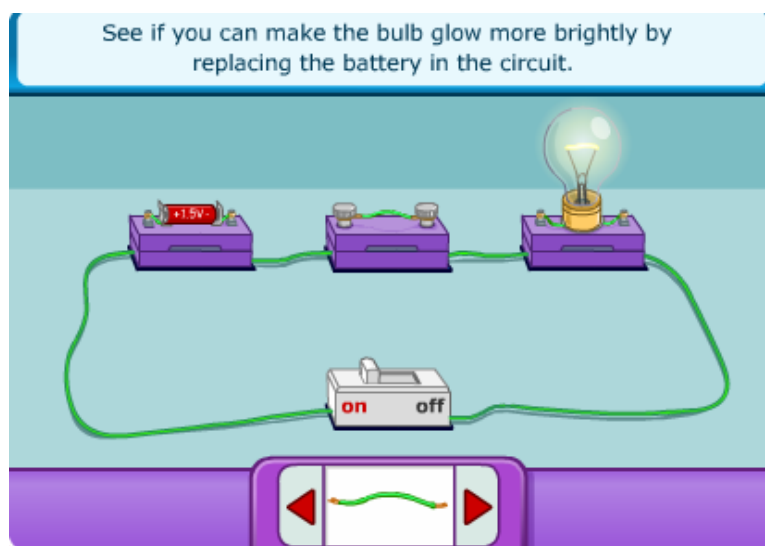 See if you can make the bulb glow more brightly by
replacing the battery in the circuit.
+1.5V-
on off